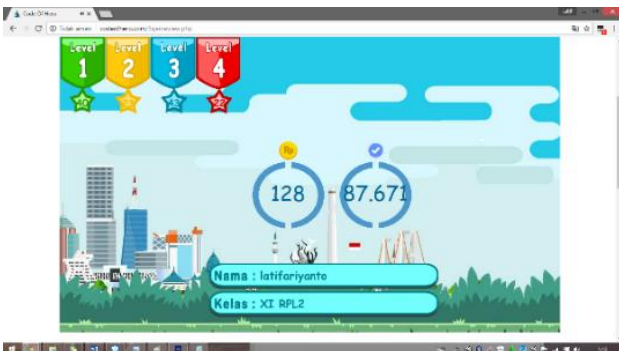 Code Of Hero
Level Level Level Level
1 2 3 4
Rp
128 87.671
Nama : latifariyanto
Kelas : XI RPL2